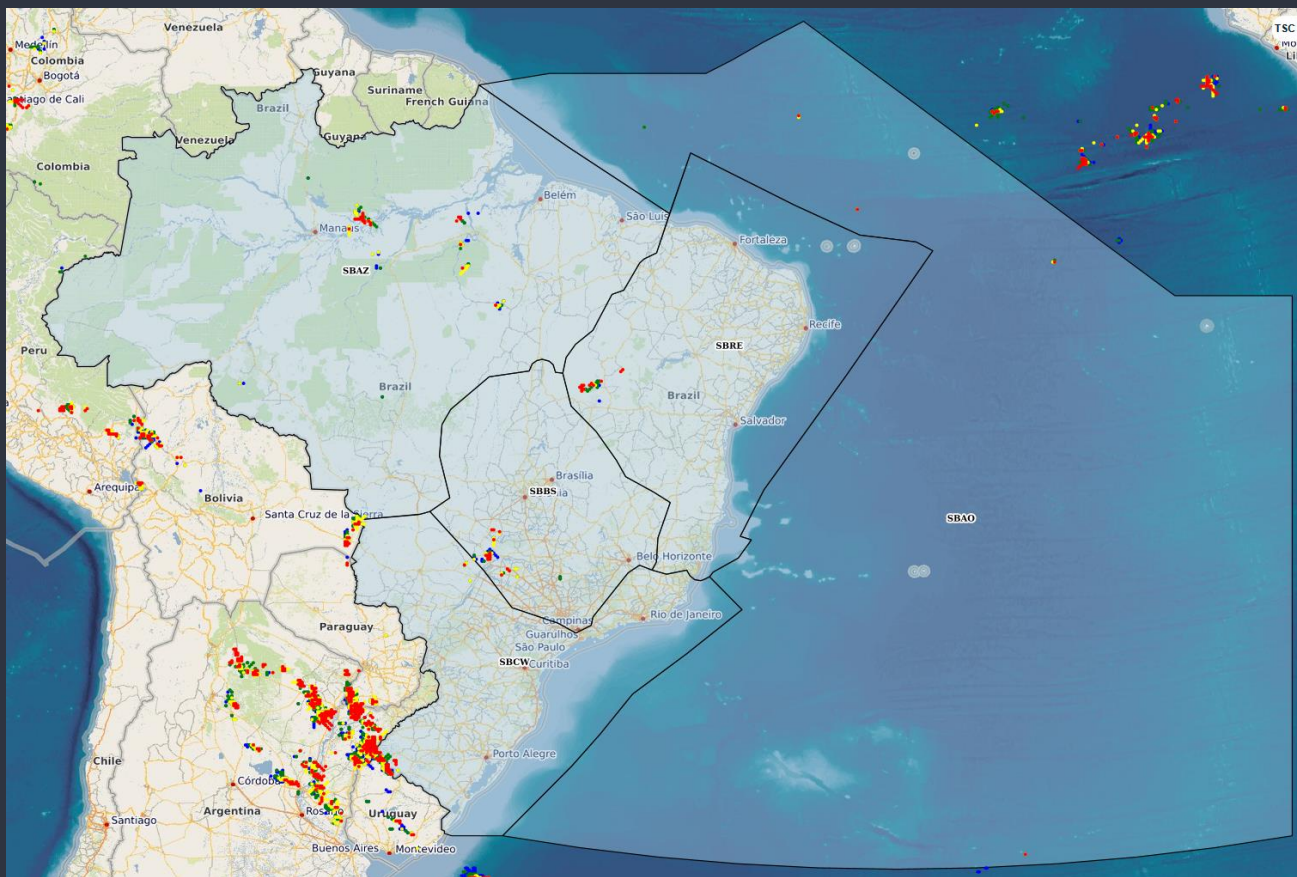 Venezuela
TSC
Medellín
Colombia
Bogotá
Guyana
Suriname
French Guiana
Brazil
Santiago de Cali
Venezuela
Guyana
Colombia
Belém
São Luis
Manaus
Fortaleza
SBAZ
Recife
Peru
SBRE
Brazil
Brazil
Salvador
Brasília
Arequipa
SBBS
Bolivia
Santa Cruz de la Sierra
SBAO
Belo Horizonte
Paraguay
Rio de Janeiro
Campinas
Guarulhos
São Paulo
SBCW
Curitiba
Chile
Porto Alegre
Córdoba
Argentina
Rosario
Uruguay
Santiago
Buenos Aires
Montevideo